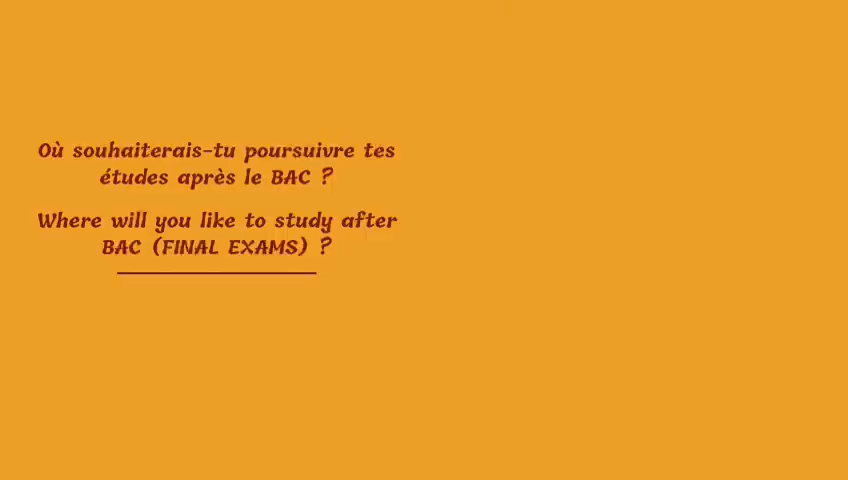 Où souhaiterais-tu poursuivre tes
études après le BAC ?
Where will you like to study after
BAC (FINAL EXAMS) ?